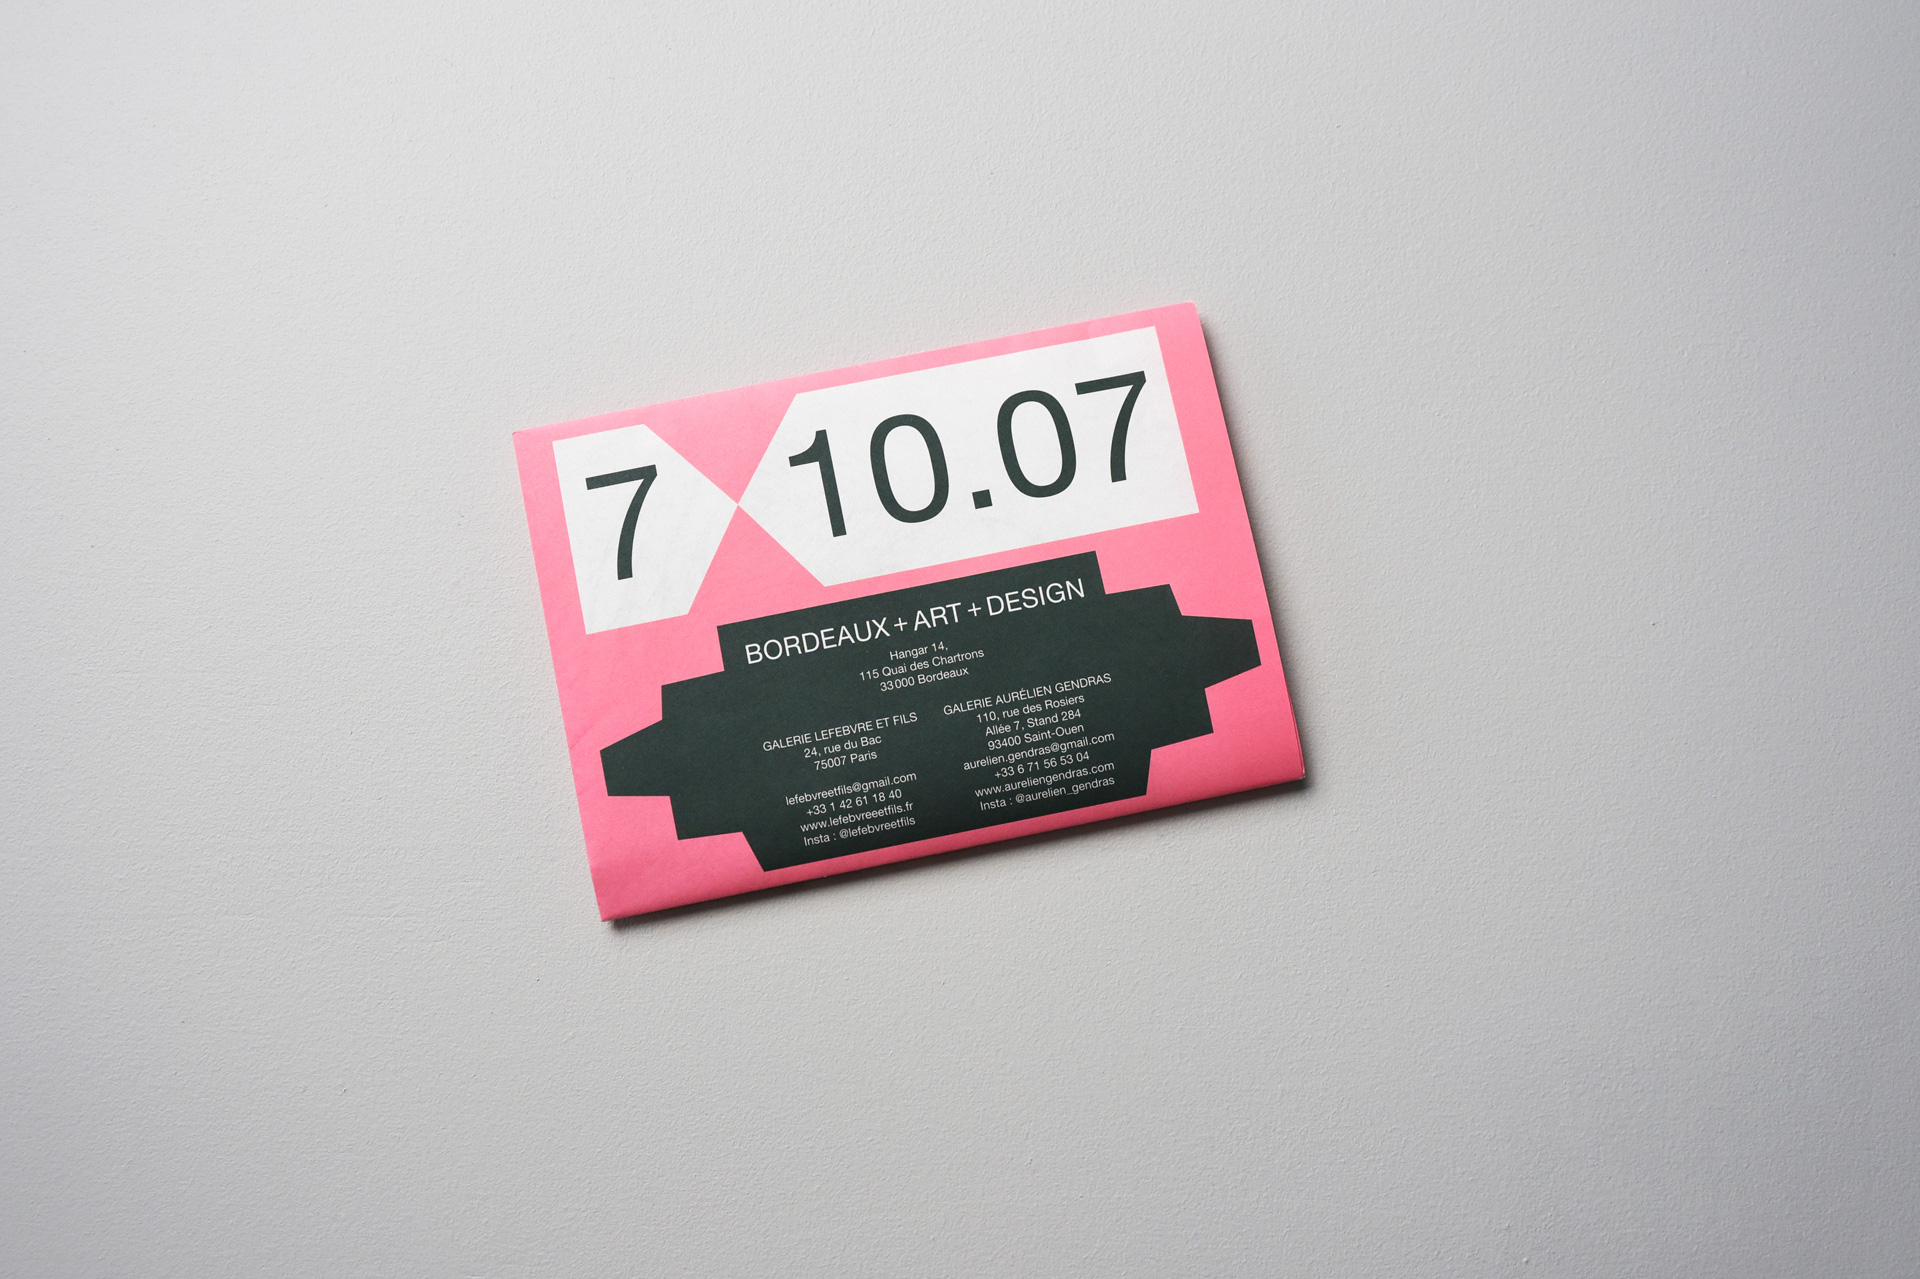 7 10.07
BORDEAUX + ART + DESIGN
Hangar 14,
115 Quai des Chartrons
33000 Bordeaux
GALERIE LEFEBVRE ET FILS
24, rue du Bac
75007 Paris
lefebvreetfils@gmail.com
+33 1 42 61 18 40
www.lefebvreeetfils.fr
Insta : @lefebvreetfils
GALERIE AURÉLIEN GENDRAS
110, rue des Rosiers
Allée 7, Stand 284
93400 Saint-Ouen
aurelien.gendras@gmail.com
+33 6 71 56 53 04
www.aureliengendras.com
Insta : @aurelien_gendras